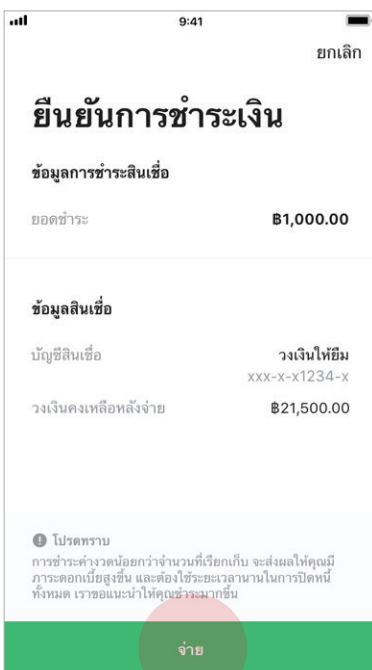 9:41
ยกเลิก
ยืนยันการชำระเงิน
ข้อมูลการชำระสินเชื่อ
ยอดชำระ ฿1,000.00
ข้อมูลสินเชื่อ
บัญชีสินเชื่อ วงเงินให้ยืม
xxx-x-x1234-x
วงเงินคงเหลือหลังจ่าย ฿21,500.00
โปรดทราบ
การชำระค่างวดน้อยกว่าจำนวนที่เรียกเก็บ จะส่งผลให้คุณมี
ภาระดอกเบี้ยสูงขึ้น และต้องใช้ระยะเวลานานในการปิดหนี้
ทั้งหมด เราขอแนะนำให้คุณชำระมากขึ้น
จ่าย